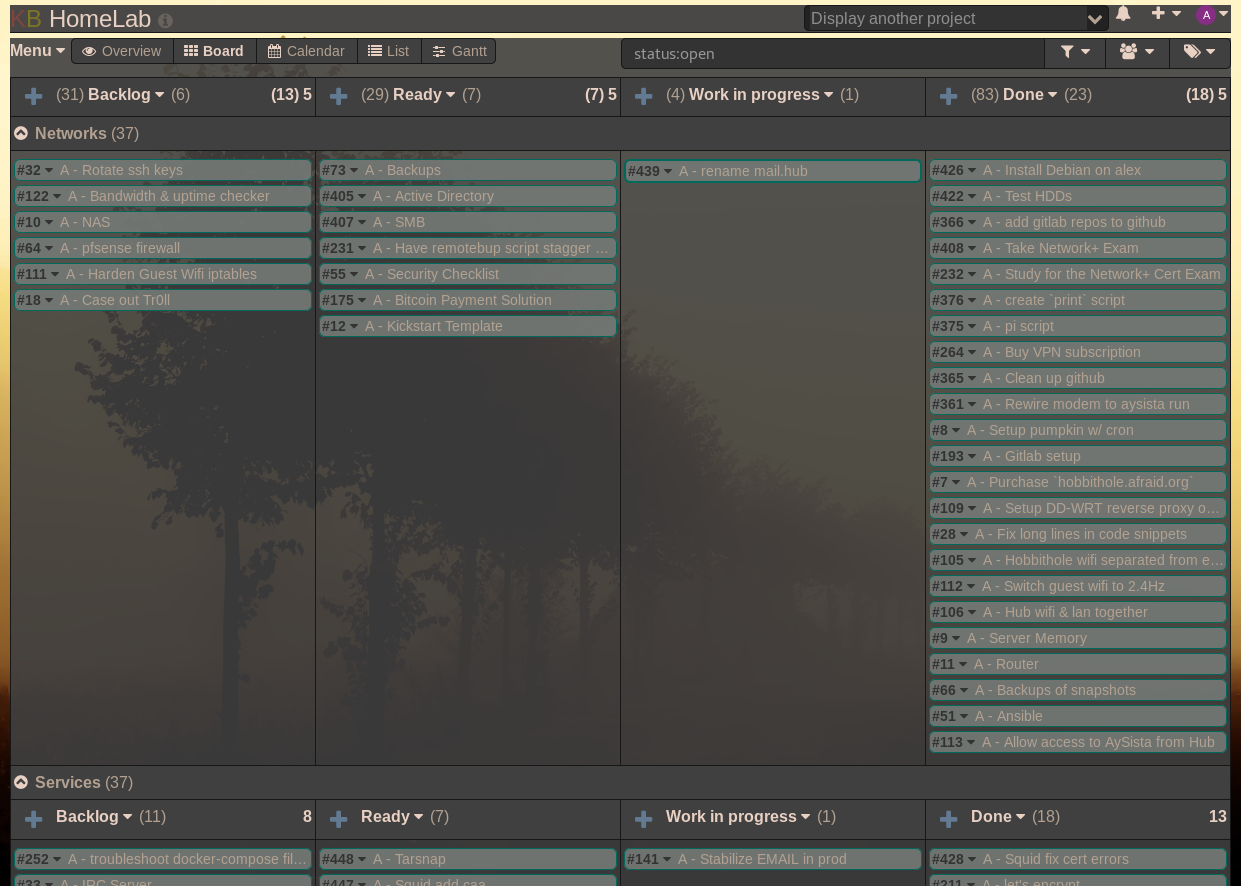 KB HomeLab
Display another project
A
Menu
Overview
Board
Calendar
List
Gantt
status:open
(31) Backlog (6) (13) 5
(29) Ready (7) (7) 5
(4) Work in progress (1)
(83) Done (23) (18) 5
Networks (37)
#32 A - Rotate ssh keys
#122 A - Bandwidth & uptime checker
#10 A - NAS
#64 A - pfsense firewall
#111 A - Harden Guest Wifi iptables
#18 A - Case out Tr0ll
#73 A - Backups
#405 A - Active Directory
#407 A - SMB
#231 A - Have remotebup script stagger ...
#55 A - Security Checklist
#175 A - Bitcoin Payment Solution
#12 A - Kickstart Template
#439 A - rename mail.hub
#426 A - Install Debian on alex
#422 A - Test HDDs
#366 A - add gitlab repos to github
#408 A - Take Network+ Exam
#232 A - Study for the Network+ Cert Exam
#376 A - create `print` script
#375 A - pi script
#264 A - Buy VPN subscription
#365 A - Clean up github
#361 A - Rewire modem to aysista run
#8 A - Setup pumpkin w/ cron
#193 A - Gitlab setup
#7 A - Purchase `hobbithole.afraid.org`
#109 A - Setup DD-WRT reverse proxy o...
#28 A - Fix long lines in code snippets
#105 A - Hobbithole wifi separated from e...
#112 A - Switch guest wifi to 2.4Hz
#106 A - Hub wifi & lan together
#9 A - Server Memory
#11 A - Router
#66 A - Backups of snapshots
#51 A - Ansible
#113 A - Allow access to AySista from Hub
Services (37)
Backlog (11) 8
Ready (7)
Work in progress (1)
Done (18) 13
#252 A - troubleshoot docker-compose fil...
#33 A - IRC Server
#448 A - Tarsnap
#447 A - Squid add caa
#141 A - Stabilize EMAIL in prod
#428 A - Squid fix cert errors
#211 A - let's encrypt